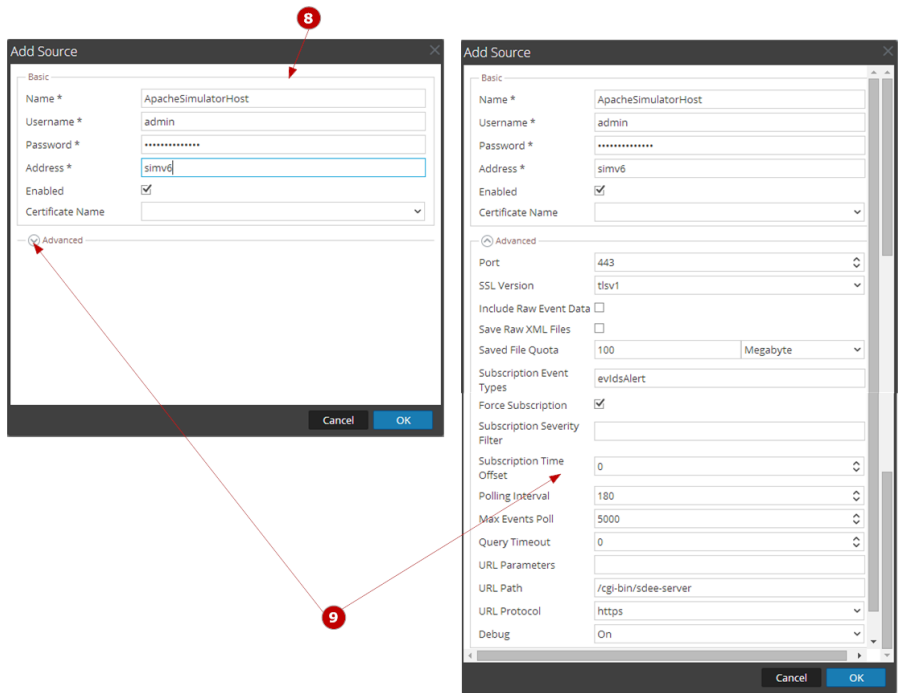 8
Add Source
Basic
Name * ApacheSimulatorHost
Username * admin
Password * ••••••••••••••
Address * simv6
Enabled
Certificate Name
Advanced
Cancel OK
Add Source
Basic
Name * ApacheSimulatorHost
Username * admin
Password * ••••••••••••••
Address * simv6
Enabled
Certificate Name
Advanced
Port 443
SSL Version tlsv1
Include Raw Event Data
Save Raw XML Files
Saved File Quota 100 Megabyte
Subscription Event
Types evIdsAlert
Force Subscription
Subscription Severity
Filter
Subscription Time
Offset 0
Polling Interval 180
Max Events Poll 5000
Query Timeout 0
URL Parameters
URL Path /cgi-bin/sdee-server
URL Protocol https
Debug On
Cancel OK
9